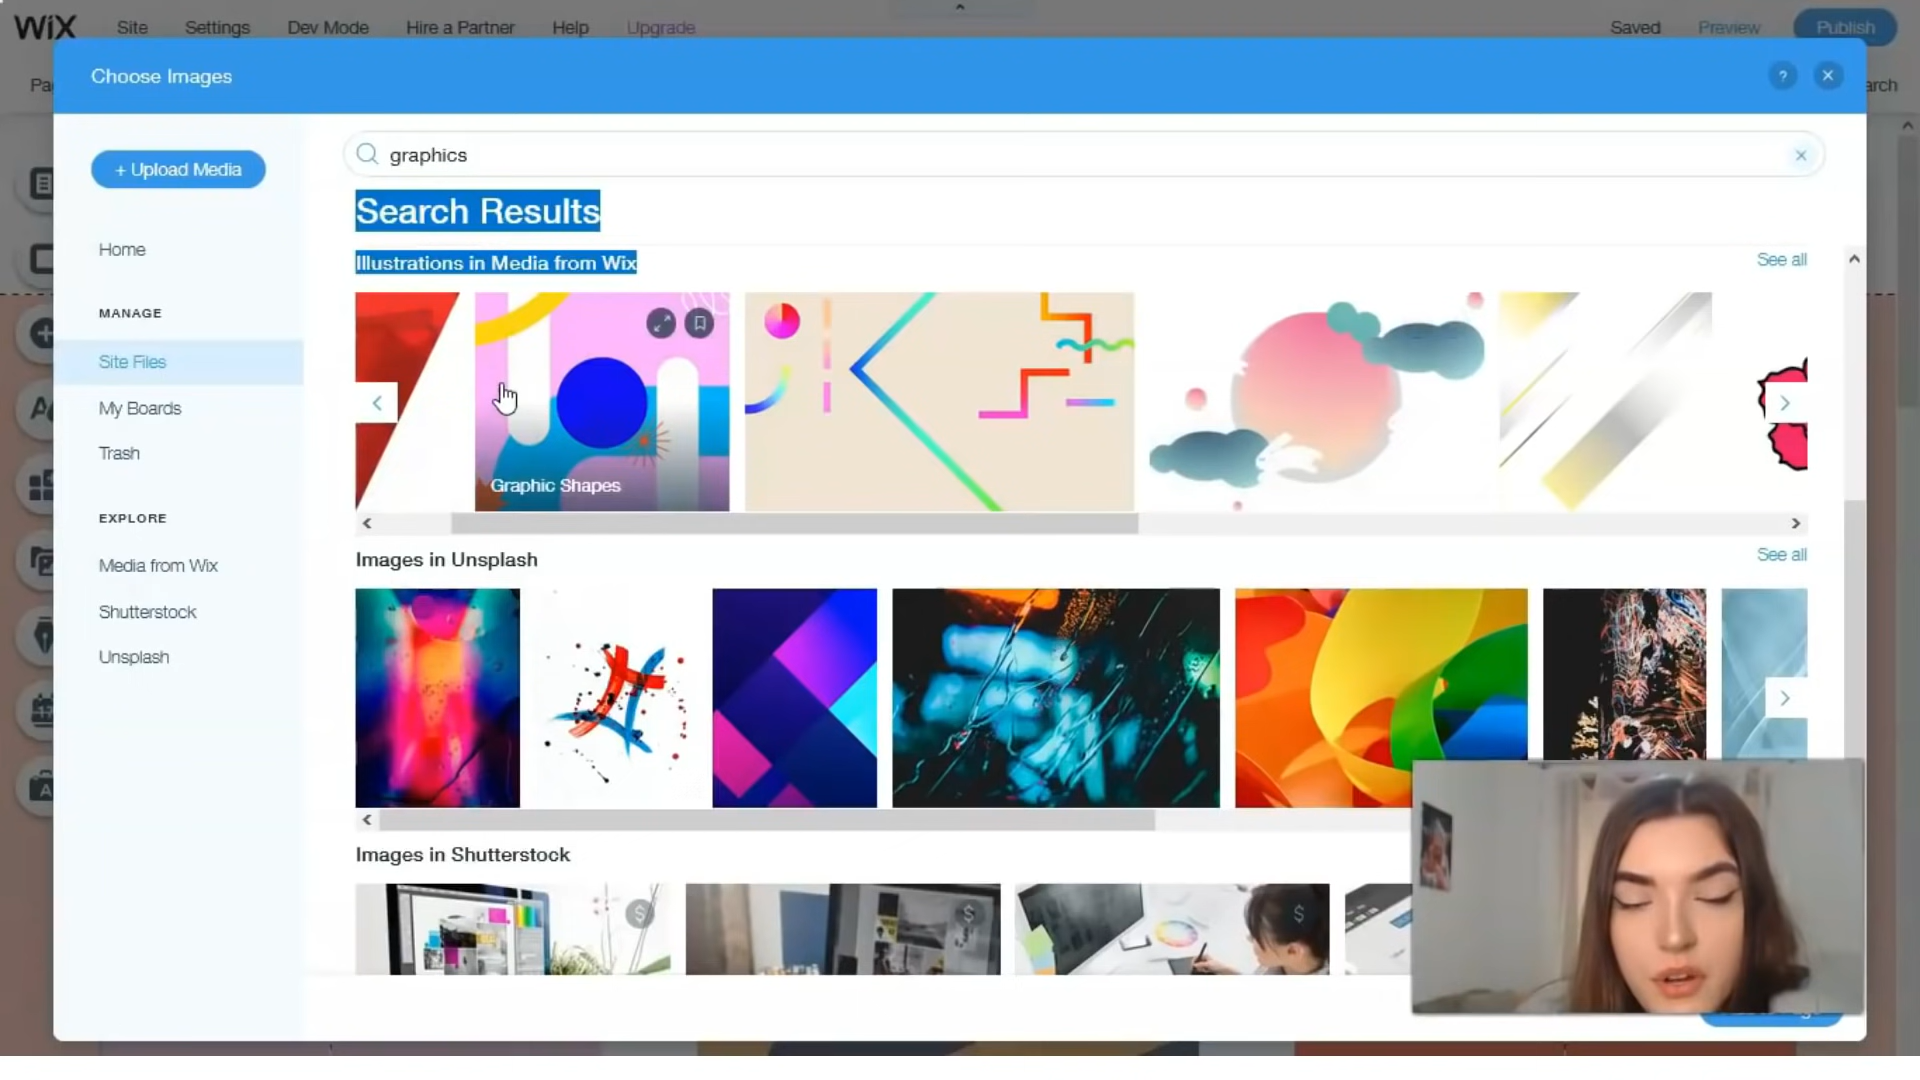 WiX
Site
Settings
Dev Mode
Hire a Partner
Help
Upgrade
Saved
Preview
Publish
Choose Images
?
+ Upload Media
graphics
Search Results
Home
Illustrations in Media from Wix
See all
MANAGE
Site Files
My Boards
Trash
Graphic Shapes
EXPLORE
Images in Unsplash
See all
Media from Wix
Shutterstock
Unsplash
Images in Shutterstock
$
$
$